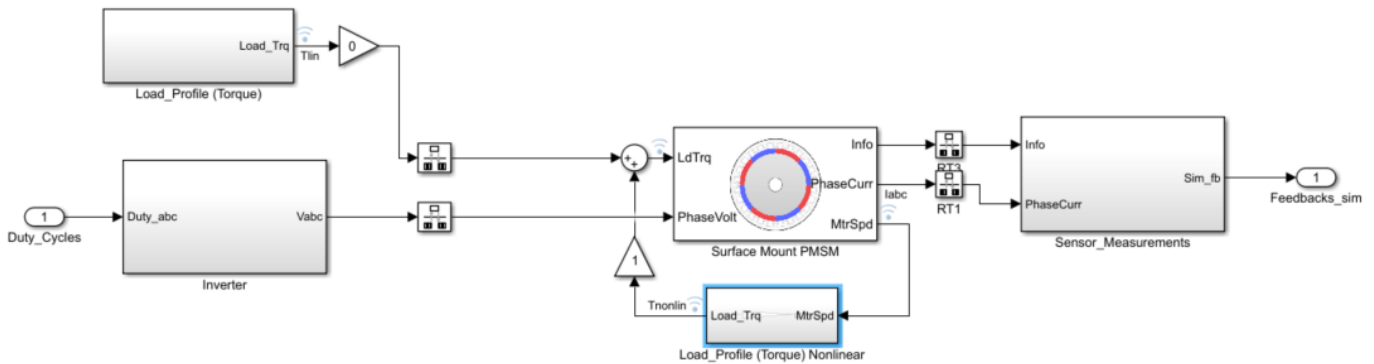 Load_Trq
Tlin
0
Load_Profile (Torque)
1
Duty_Cycles
Duty_abc
Vabc
Inverter
LdTrq
PhaseVolt
Info
PhaseCurr
MtrSpd
Surface Mount PMSM
Iabc
RT3
RT1
Info
PhaseCurr
Sim_fb
Sensor_Measurements
1
Feedbacks_sim
1
Tnonlin
Load_Trq
MtrSpd
Load_Profile (Torque) Nonlinear